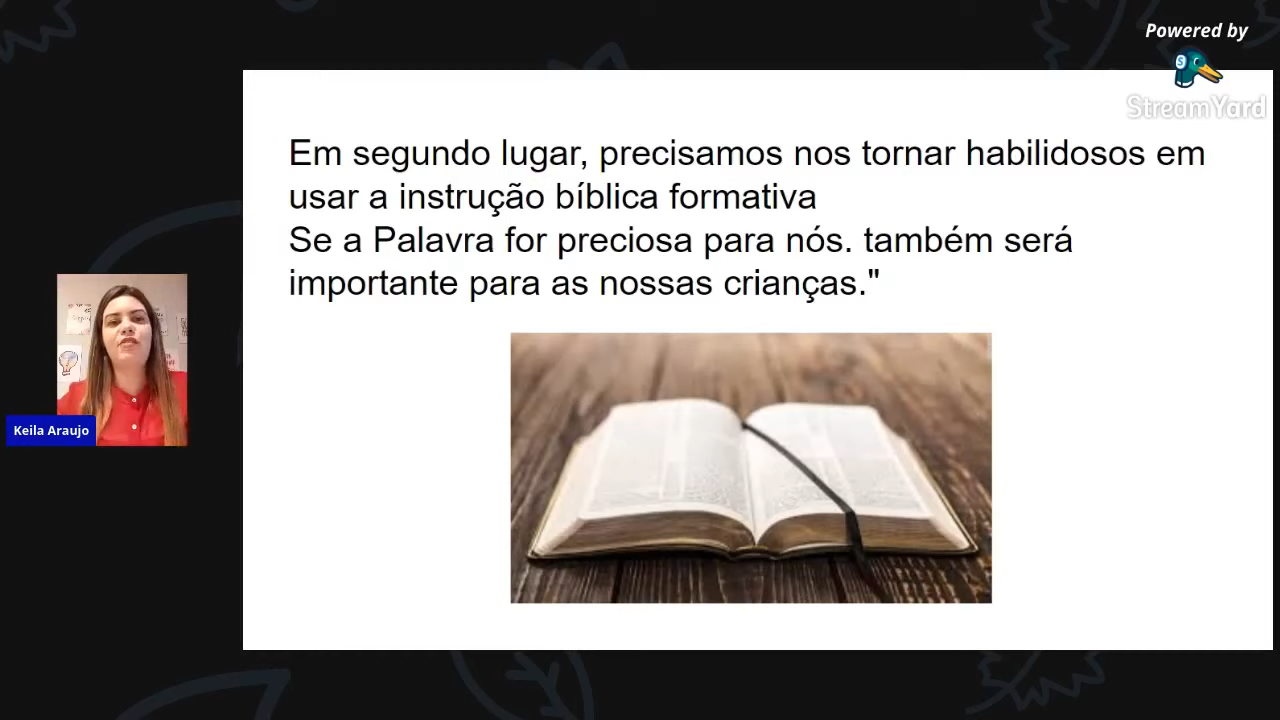 Powered by
StreamYard
Em segundo lugar, precisamos nos tornar habilidosos em
usar a instrução bíblica formativa
Se a Palavra for preciosa para nós. também será
importante para as nossas crianças."
Keila Araujo